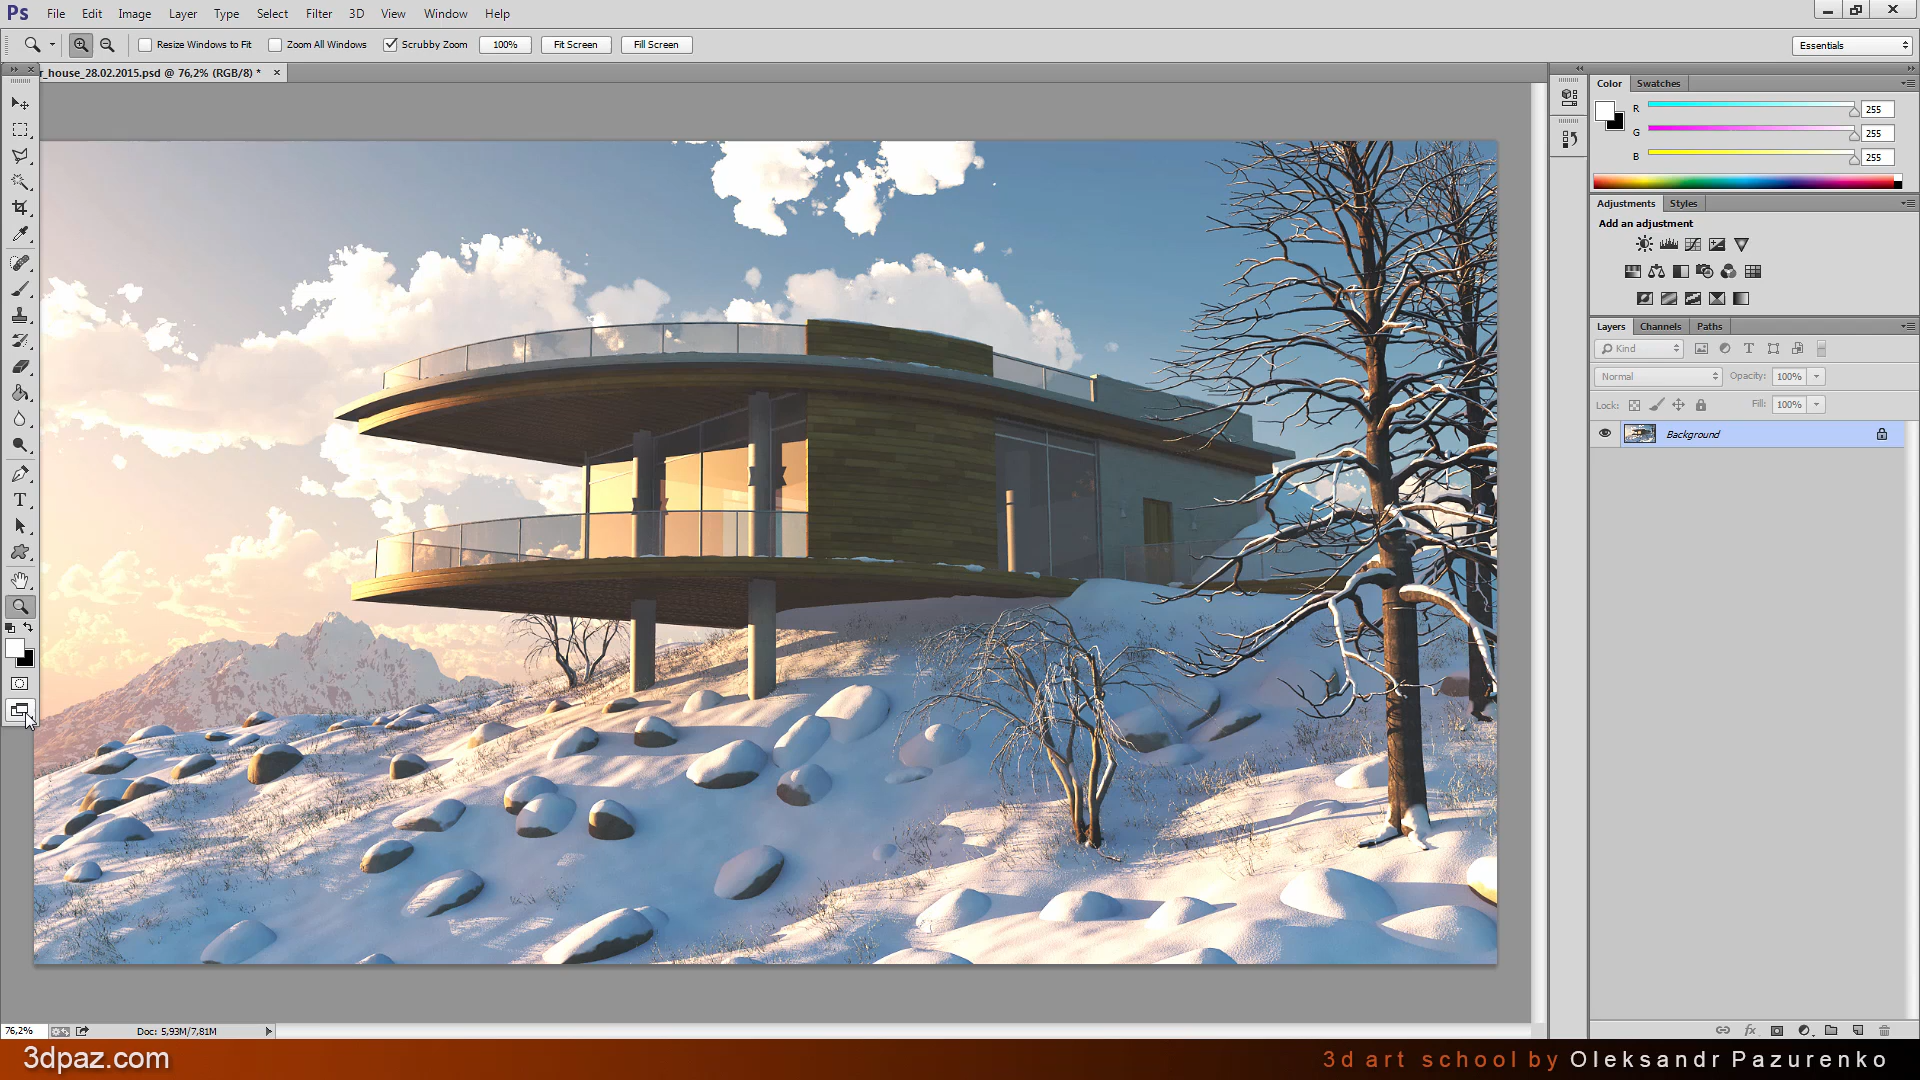 Ps File Edit Image Layer Type Select Filter 3D View Window Help
Resize Windows to Fit Zoom All Windows Scrubby Zoom 100% Fit Screen Fill Screen Essentials
r_house_28.02.2015.psd @ 76,2% (RGB/8) * ×
Color Swatches
R 255
G 255
B 255
Adjustments Styles
Add an adjustment
Layers Channels Paths
Kind
Normal Opacity: 100%
Lock: Fill: 100%
Background
76,2% Doc: 5,93M/7,81M
3dpaz.com
3d art school by Oleksandr Pazurenko